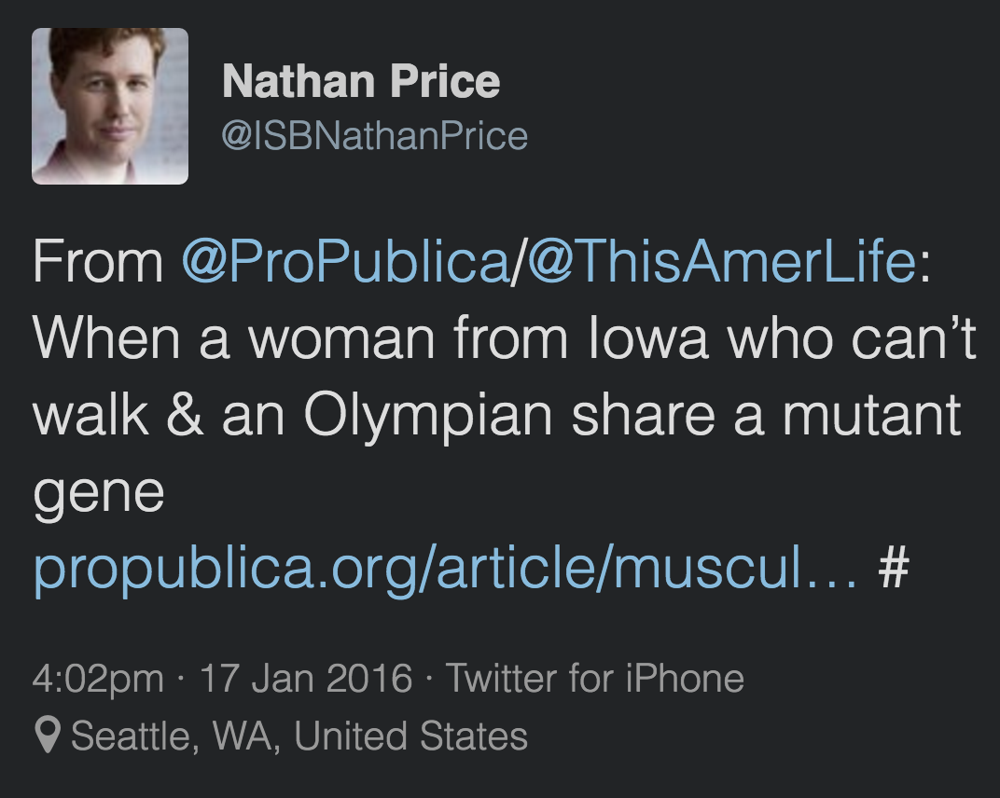 Nathan Price
@ISBNathanPrice
From @ProPublica/@ThisAmerLife:
When a woman from Iowa who can’t
walk & an Olympian share a mutant
gene
propublica.org/article/muscul… #
4:02pm · 17 Jan 2016 · Twitter for iPhone
Seattle, WA, United States